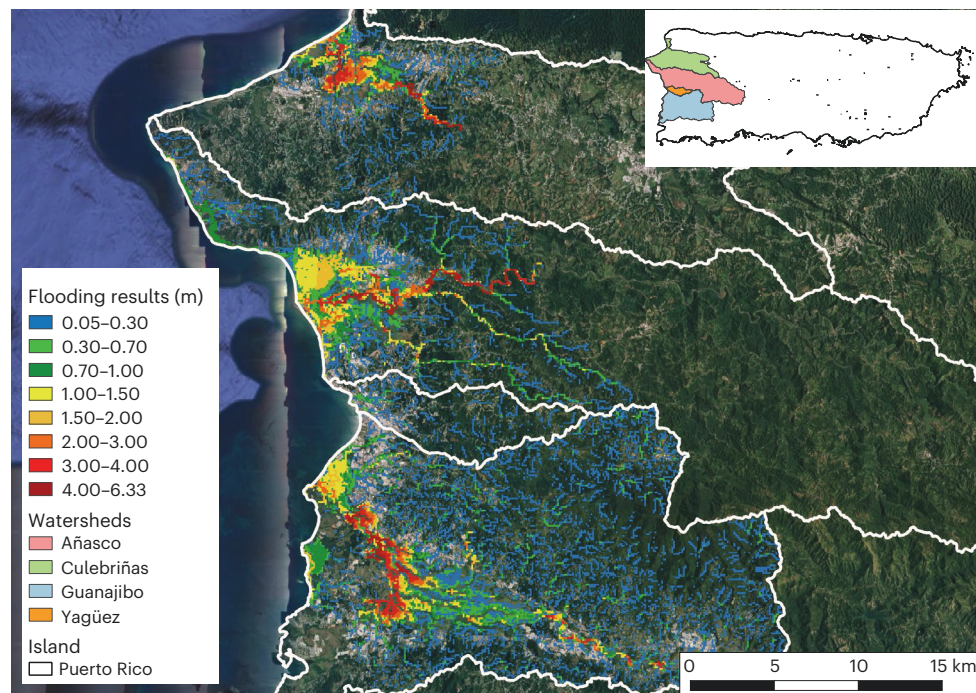 Flooding results (m)
0.05–0.30
0.30–0.70
0.70–1.00
1.00–1.50
1.50–2.00
2.00–3.00
3.00–4.00
4.00–6.33
Watersheds
Añasco
Culebriñas
Guanajibo
Yagüez
Island
Puerto Rico
0 5 10 15 km